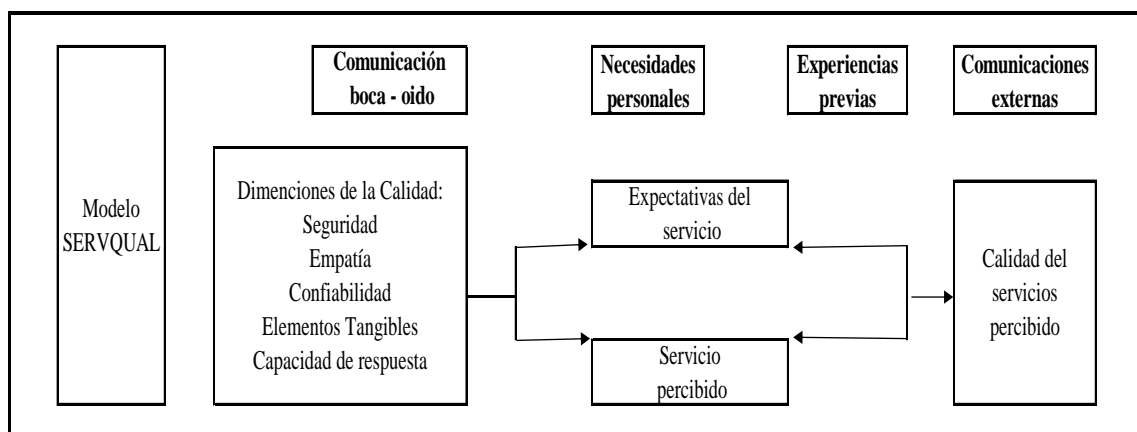 Comunicación
boca - oido
Necesidades
personales
Experiencias
previas
Comunicaciones
externas
Modelo
SERVQUAL
Dimenciones de la Calidad:
Seguridad
Empatía
Confiabilidad
Elementos Tangibles
Capacidad de respuesta
Expectativas del
servicio
Servicio
percibido
Calidad del
servicios
percibido